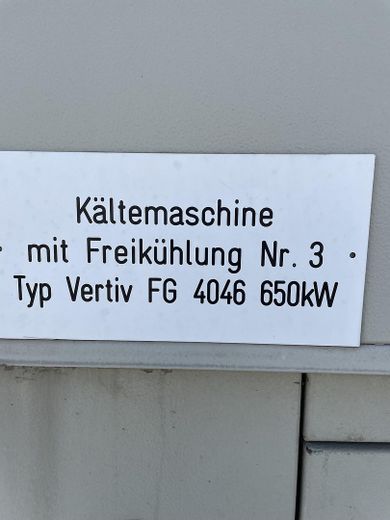 Kältemaschine
mit Freikühlung Nr. 3
Typ Vertiv FG 4046 650kW